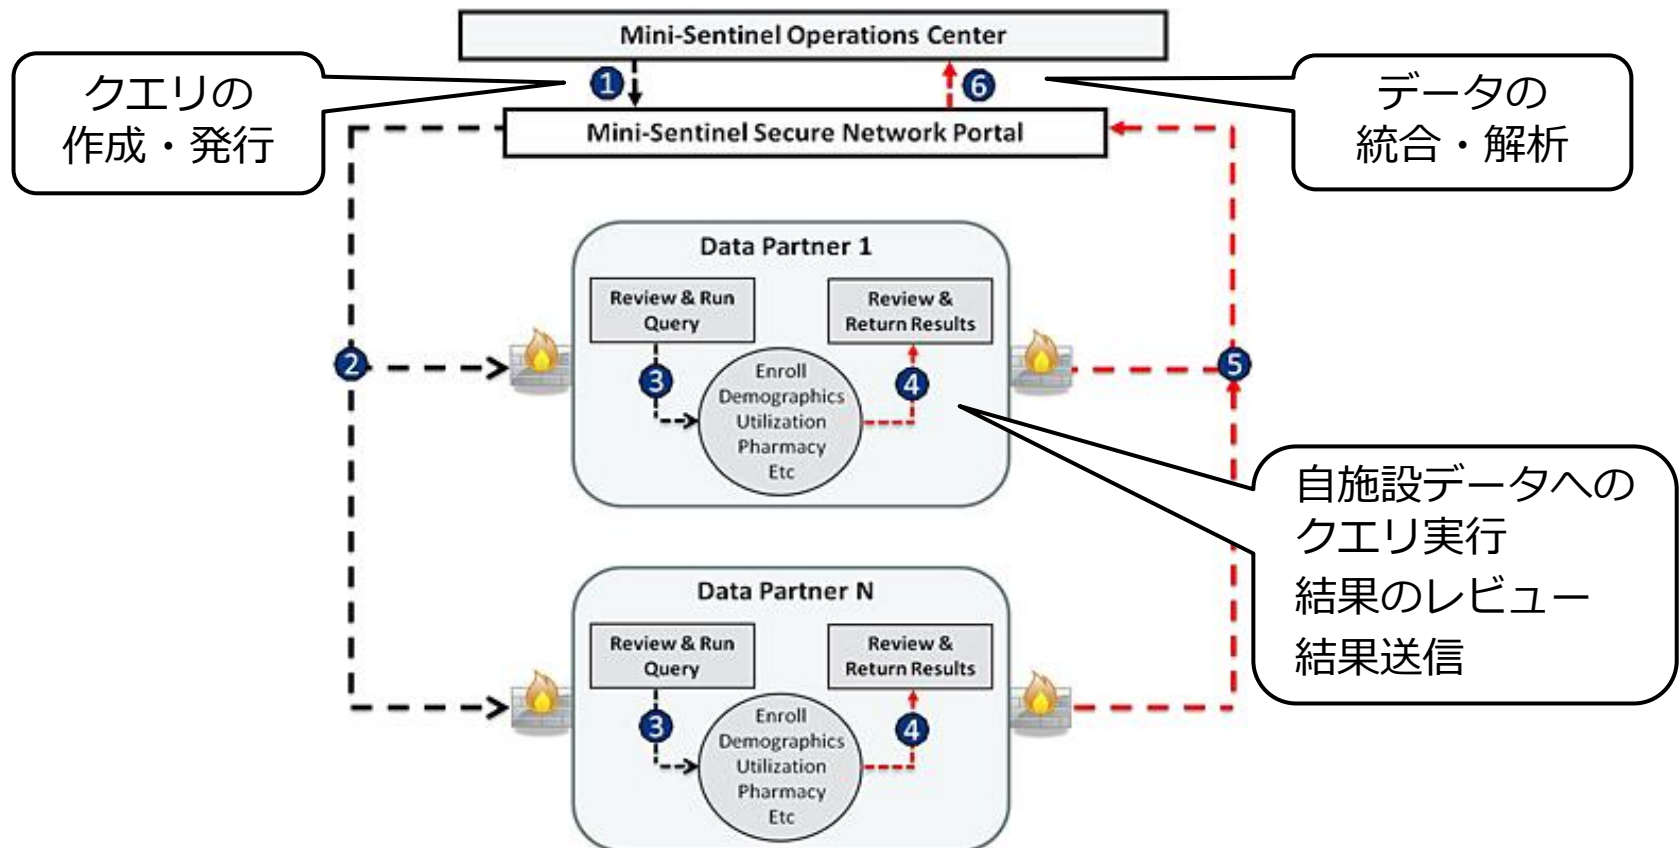 Mini-Sentinel Operations Center
クエリの
作成・発行
1
6
データの
統合・解析
Mini-Sentinel Secure Network Portal
Data Partner 1
Review & Run
Query
Review &
Return Results
2
3
Enroll
Demographics
Utilization
Pharmacy
Etc
4
5
自施設データへの
クエリ実行
結果のレビュー
結果送信
Data Partner N
Review & Run
Query
Review &
Return Results
3
Enroll
Demographics
Utilization
Pharmacy
Etc
4